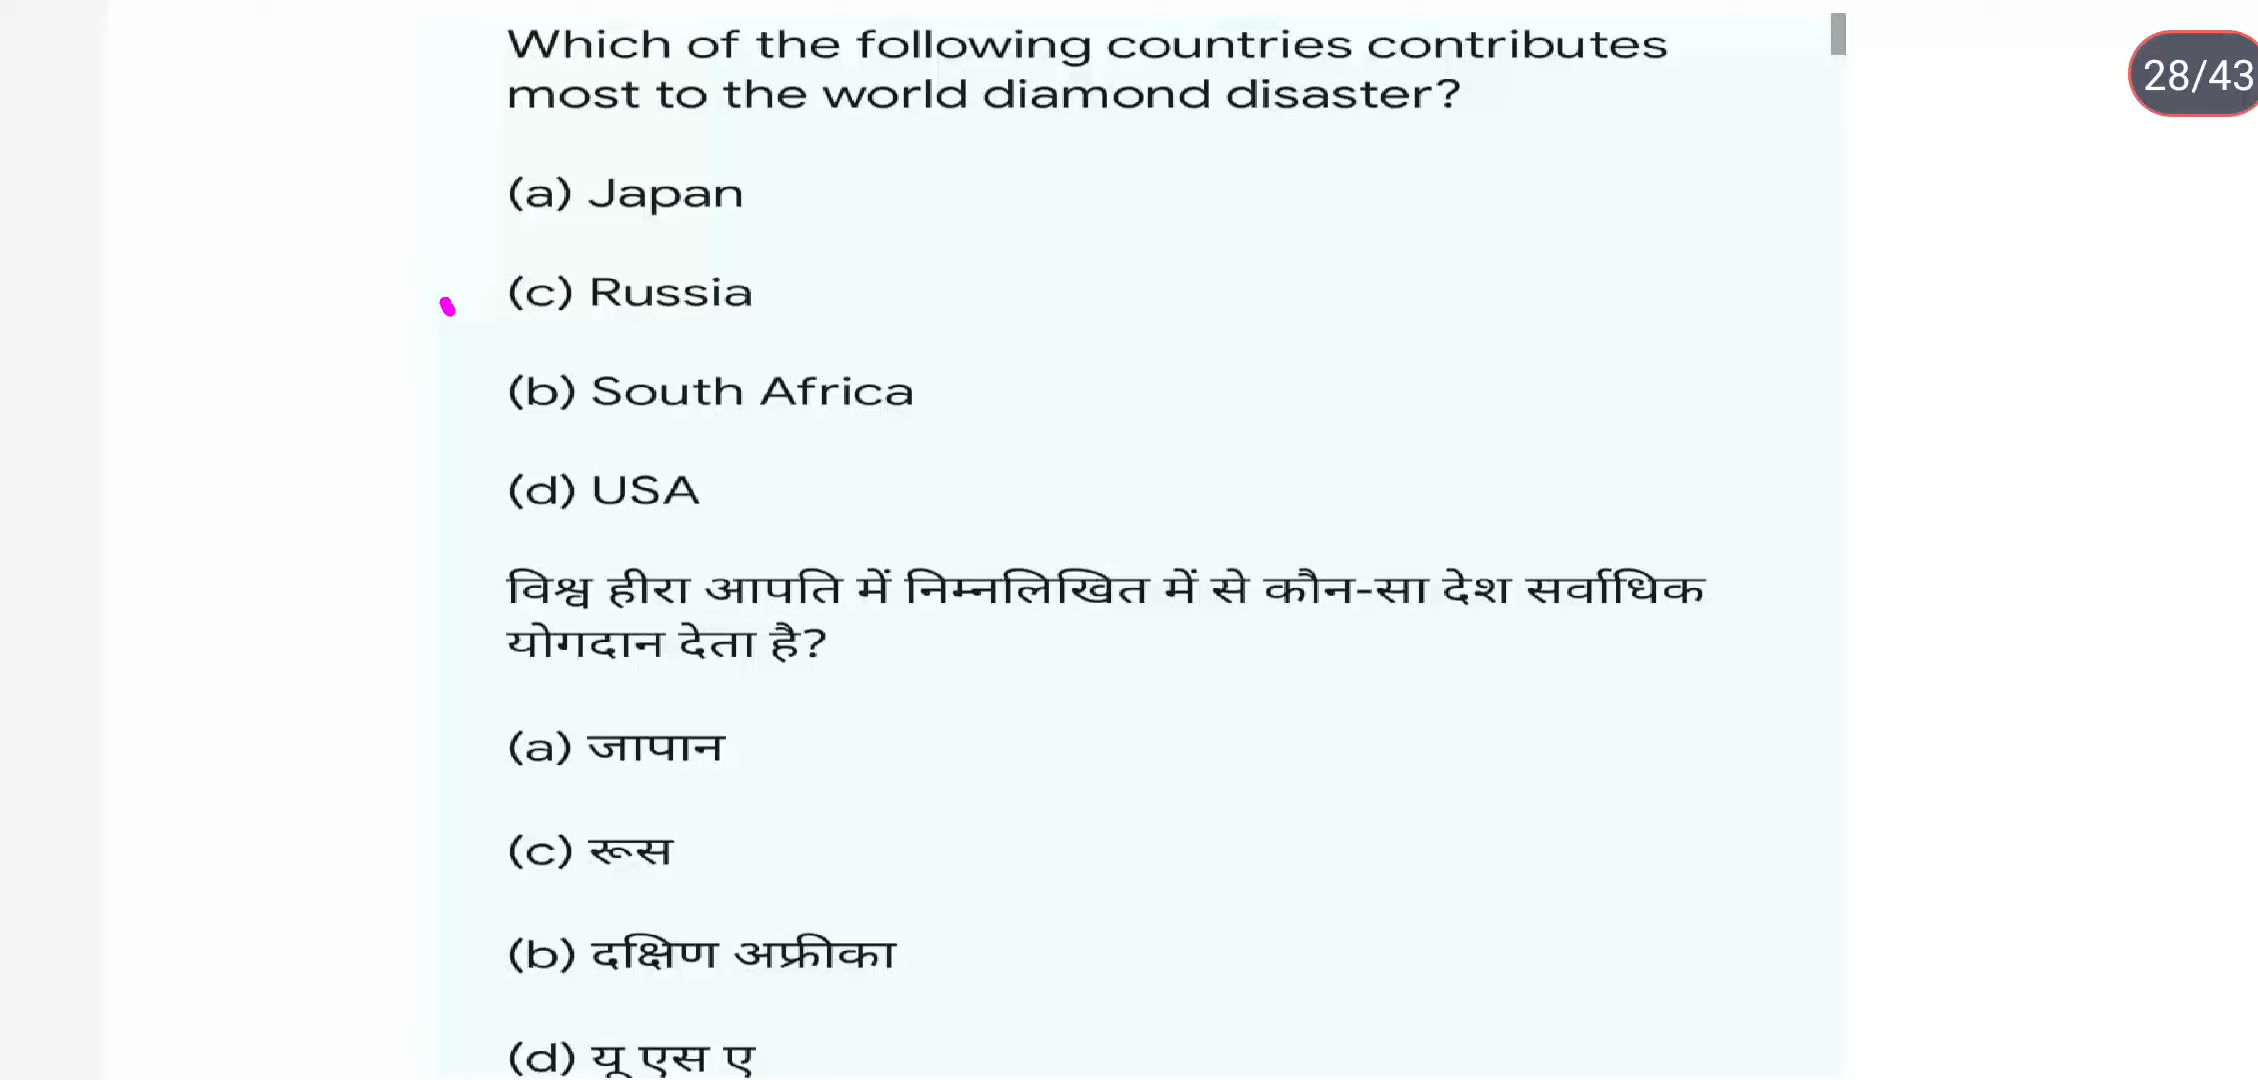 Which of the following countries contributes
most to the world diamond disaster?
28/43
(a) Japan
(c) Russia
(b) South Africa
(d) USA
विश्व हीरा आपति में निम्नलिखित में से कौन-सा देश सर्वाधिक
योगदान देता है?
(a) जापान
(c) रूस
(b) दक्षिण अफ्रीका
(d) यू एस ए